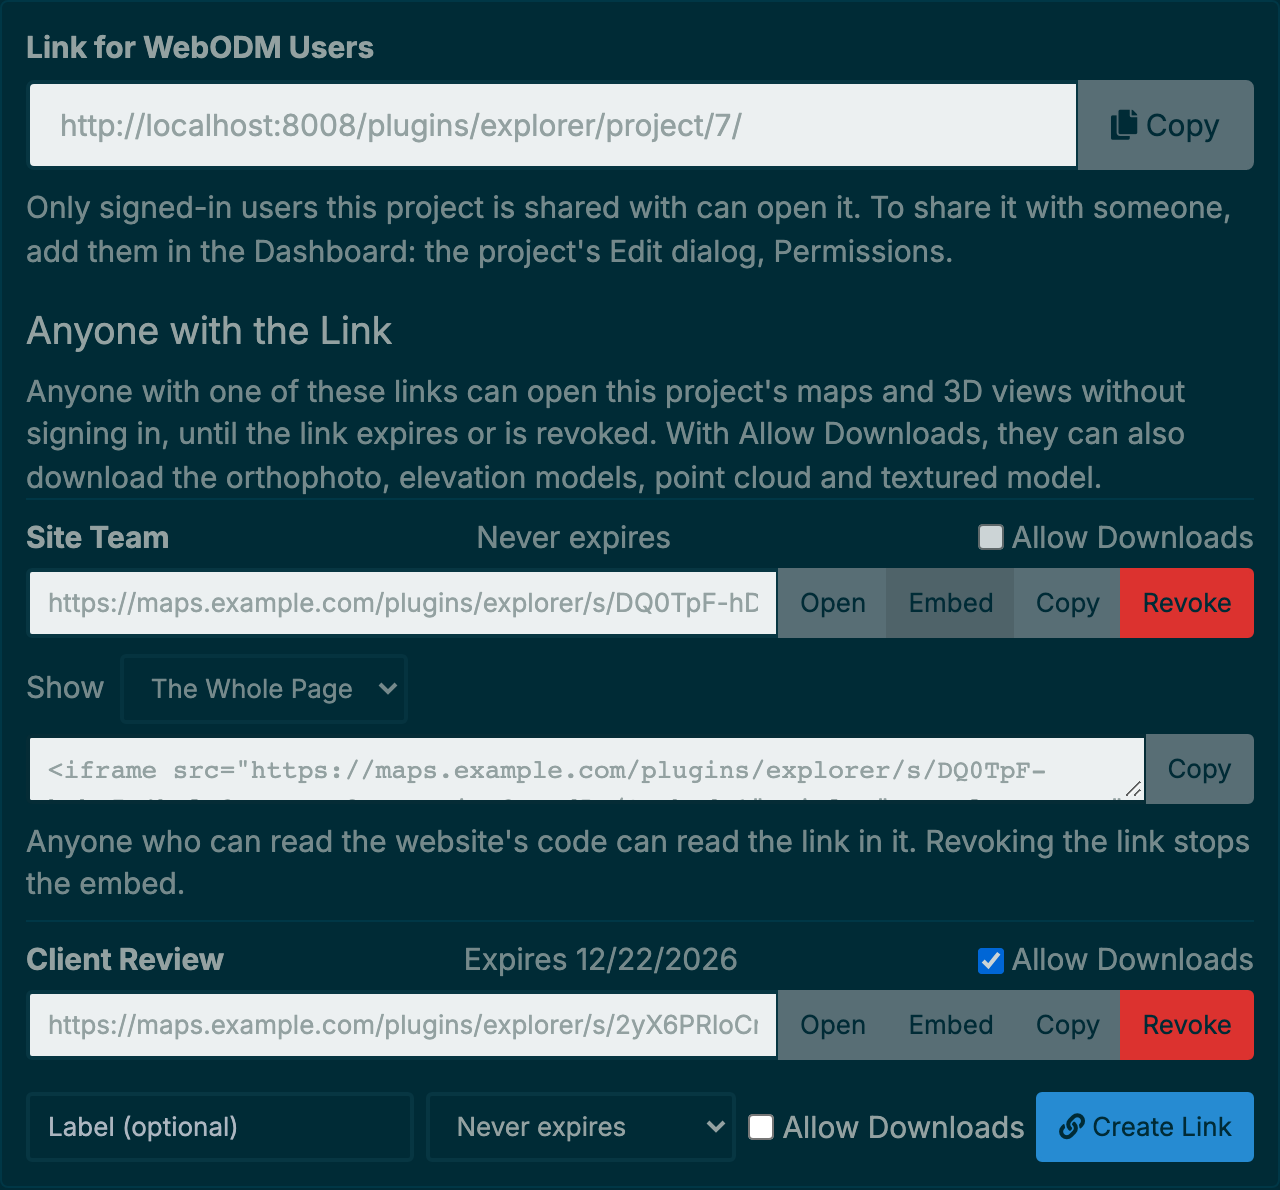 Link for WebODM Users
http://localhost:8008/plugins/explorer/project/7/
Copy
Only signed-in users this project is shared with can open it. To share it with someone,
add them in the Dashboard: the project's Edit dialog, Permissions.
Anyone with the Link
Anyone with one of these links can open this project's maps and 3D views without
signing in, until the link expires or is revoked. With Allow Downloads, they can also
download the orthophoto, elevation models, point cloud and textured model.
Site Team Never expires Allow Downloads
https://maps.example.com/plugins/explorer/s/DQ0TpF-hD Open Embed Copy Revoke
Show The Whole Page
<iframe src="https://maps.example.com/plugins/explorer/s/DQ0TpF-
Copy
Anyone who can read the website's code can read the link in it. Revoking the link stops
the embed.
Client Review Expires 12/22/2026 Allow Downloads
https://maps.example.com/plugins/explorer/s/2yX6PRloCr Open Embed Copy Revoke
Label (optional) Never expires Allow Downloads Create Link